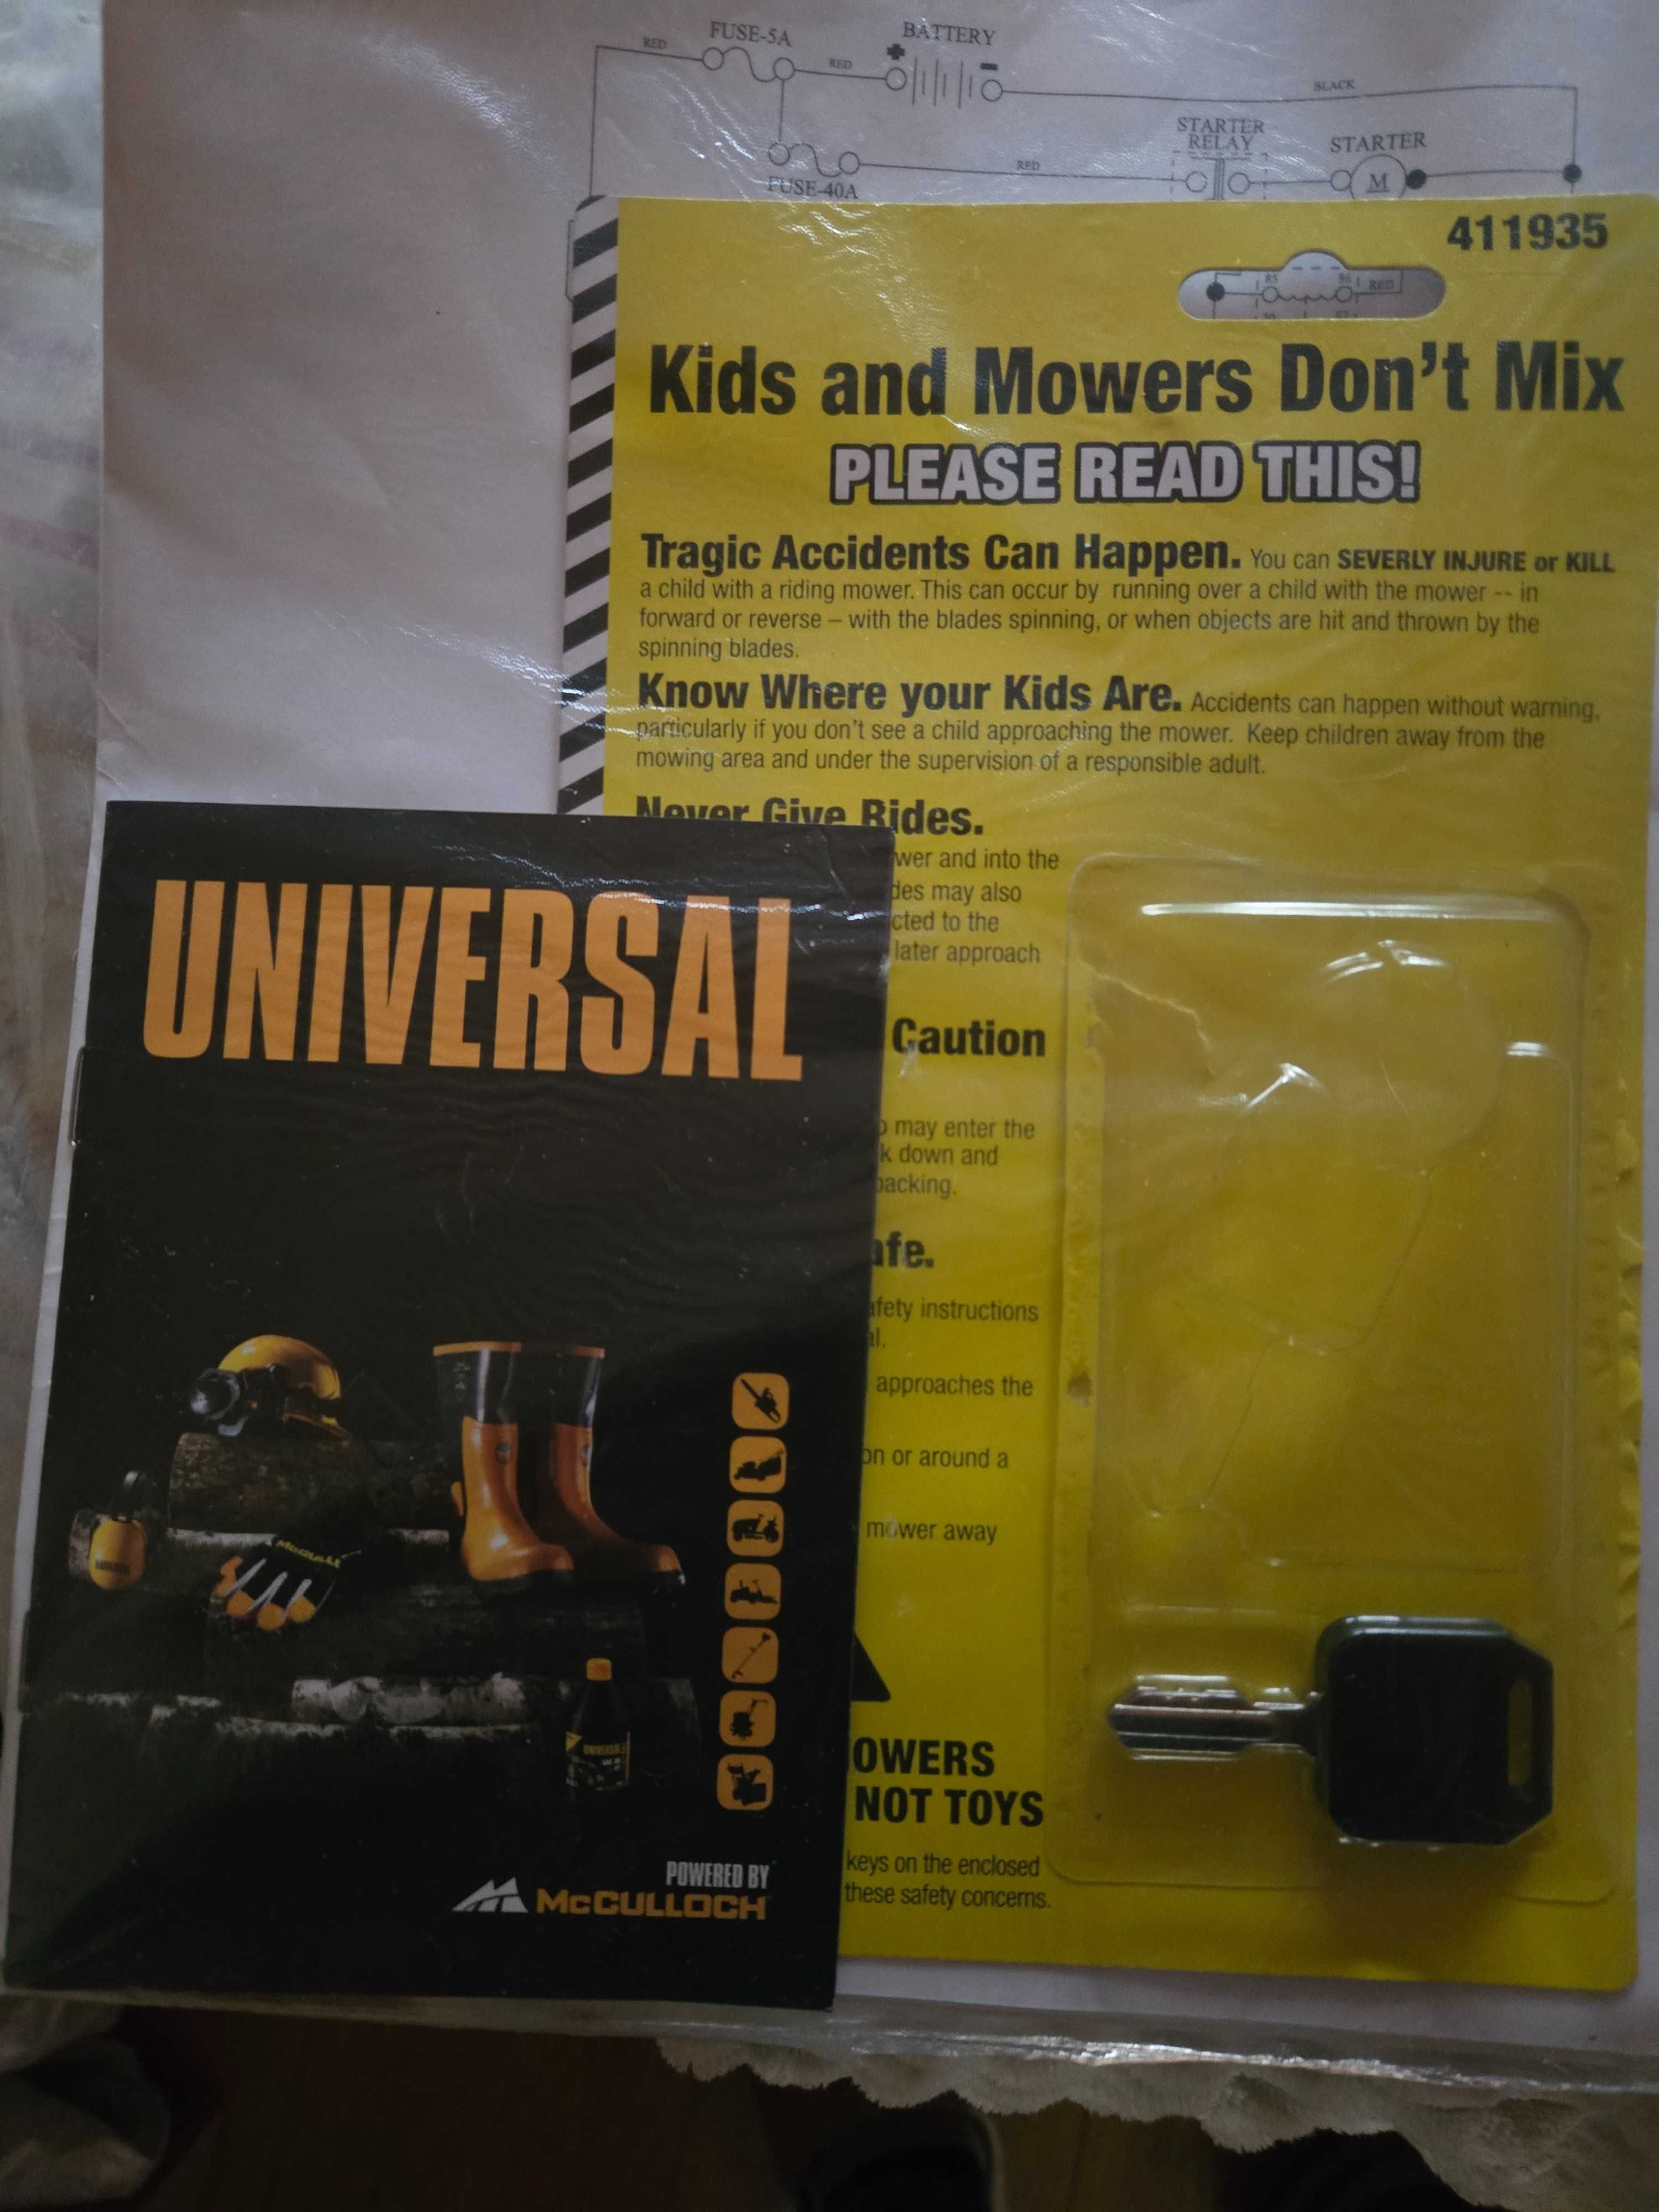 FUSE-5A
BATTERY
RED
RED
BLACK
STARTER
RELAY
STARTER
RED
M
FUSE-40A
411935
85
86
RED
30
87
Kids and Mowers Don't Mix
PLEASE READ THIS!
Tragic Accidents Can Happen. You can SEVERLY INJURE or KILL
a child with a riding mower. This can occur by running over a child with the mower -- in
forward or reverse – with the blades spinning, or when objects are hit and thrown by the
spinning blades.
Know Where your Kids Are. Accidents can happen without warning,
particularly if you don't see a child approaching the mower. Keep children away from the
mowing area and under the supervision of a responsible adult.
Never Give Rides.
wer and into the
des may also
cted to the
later approach
Caution
may enter the
k down and
backing.
afe.
afety instructions
al.
approaches the
on or around a
mower away
OWERS
NOT TOYS
keys on the enclosed
these safety concerns.
UNIVERSAL
McCULLOCH
UNIVERSAL
POWERED BY
McCULLOCH